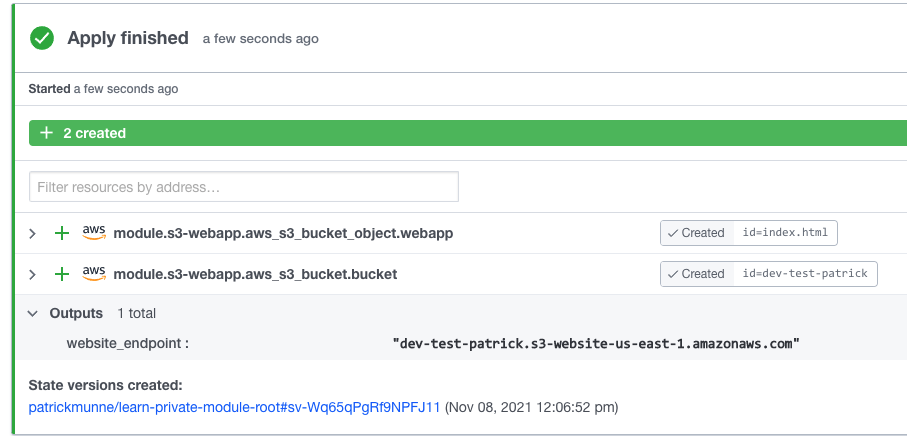 Apply finished a few seconds ago
Started a few seconds ago
+ 2 created
Filter resources by address…
aws module.s3-webapp.aws_s3_bucket_object.webapp Created id=index.html
aws module.s3-webapp.aws_s3_bucket.bucket Created id=dev-test-patrick
Outputs 1 total
website_endpoint : "dev-test-patrick.s3-website-us-east-1.amazonaws.com"
State versions created:
patrickmunne/learn-private-module-root#sv-Wq65qPgRf9NPFJ11 (Nov 08, 2021 12:06:52 pm)